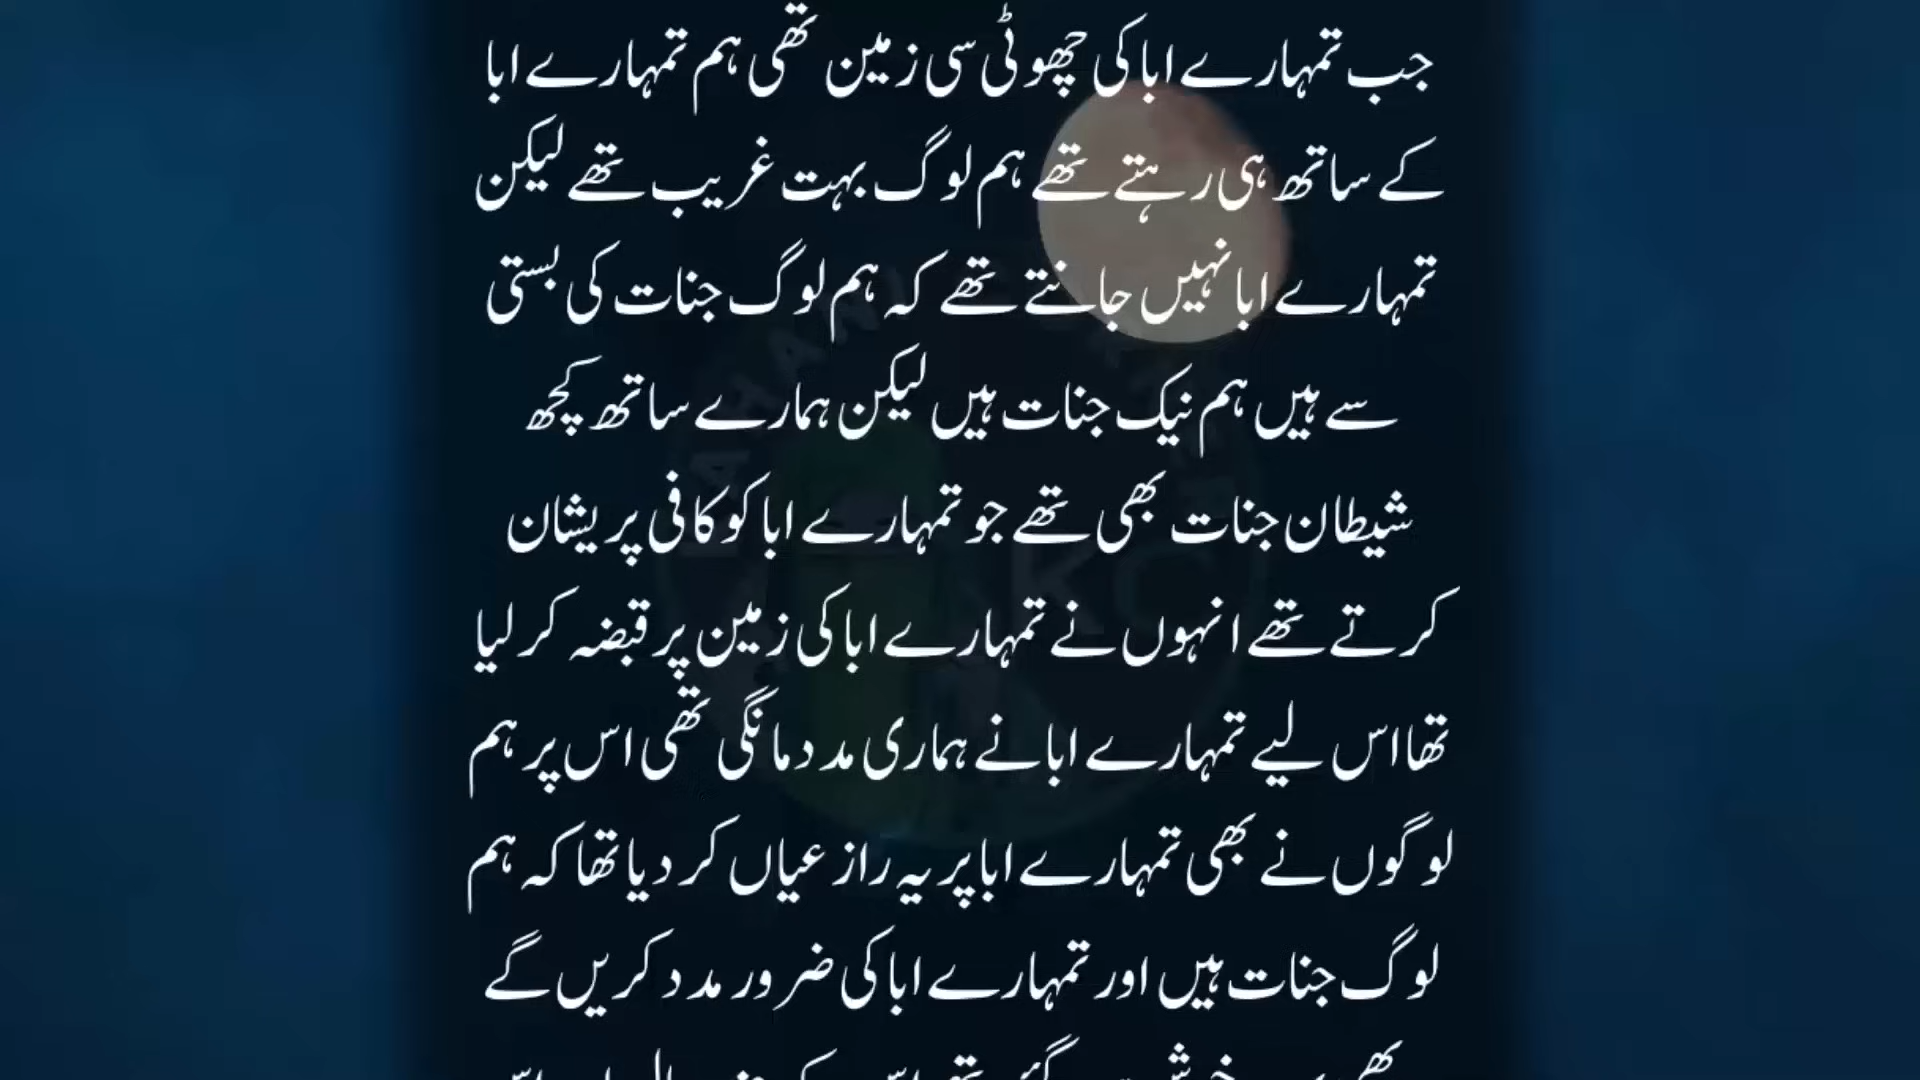 جب تمہارے ابا کی چھوٹی سی زمین تھی ہم تمہارے ابا
کے ساتھ ہی رہتے تھے ہم لوگ بہت غریب تھے لیکن
تمہارے ابا نہیں جانتے تھے کہ ہم لوگ جنات کی بستی
سے ہیں ہم نیک جنات ہیں لیکن ہمارے ساتھ کچھ
شیطان جنات بھی تھے جو تمہارے ابا کو کافی پریشان
کرتے تھے انہوں نے تمہارے ابا کی زمین پر قبضہ کر لیا
تھا اس لیے تمہارے ابا نے ہماری مدد مانگی تھی اس پر ہم
لوگوں نے بھی تمہارے ابا پر یہ راز عیاں کر دیا تھا کہ ہم
لوگ جنات ہیں اور تمہارے ابا کی ضرور مدد کریں گے
KC